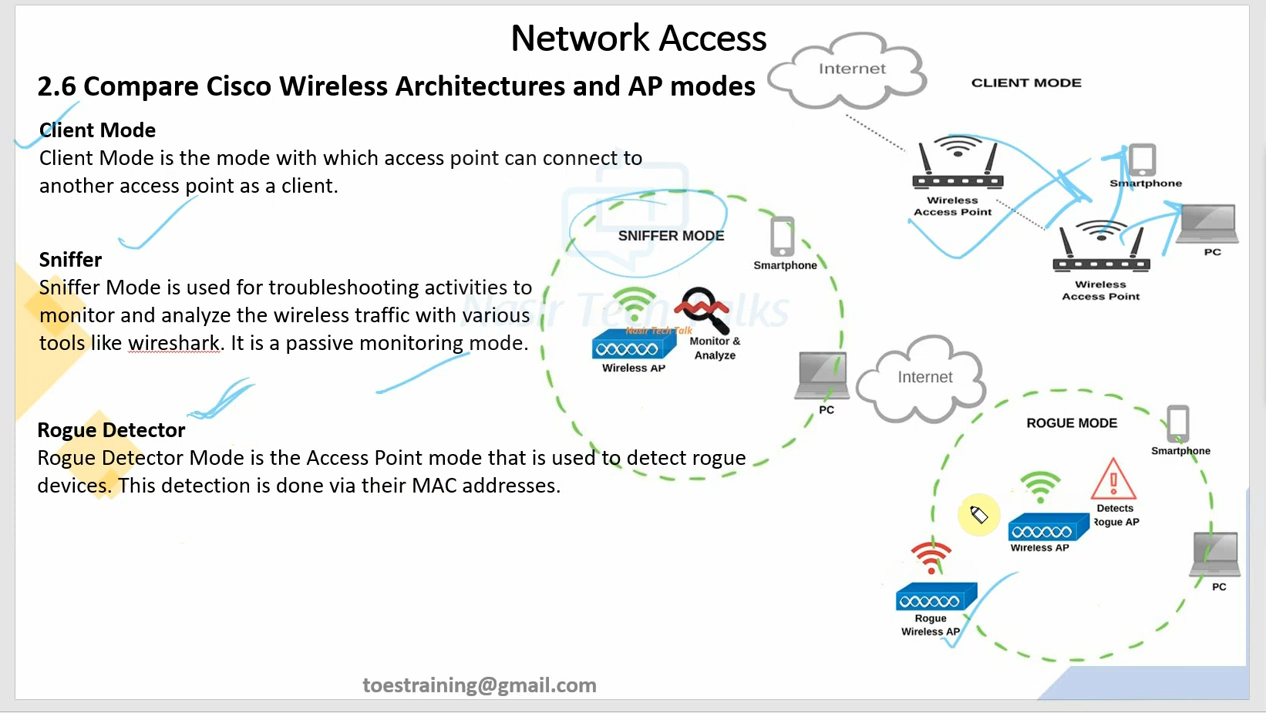 Network Access
2.6 Compare Cisco Wireless Architectures and AP modes
Client Mode
Client Mode is the mode with which access point can connect to
another access point as a client.
Sniffer
Sniffer Mode is used for troubleshooting activities to
monitor and analyze the wireless traffic with various
tools like wireshark. It is a passive monitoring mode.
Rogue Detector
Rogue Detector Mode is the Access Point mode that is used to detect rogue
devices. This detection is done via their MAC addresses.
Internet
CLIENT MODE
Wireless
Access Point
Smartphone
PC
Wireless
Access Point
SNIFFER MODE
Smartphone
Nasir Tech Talks
Nasir Tech Talk
Wireless AP
Monitor &
Analyze
PC
Internet
ROGUE MODE
Smartphone
Detects
Rogue AP
Wireless AP
PC
Rogue
Wireless AP
toestraining@gmail.com